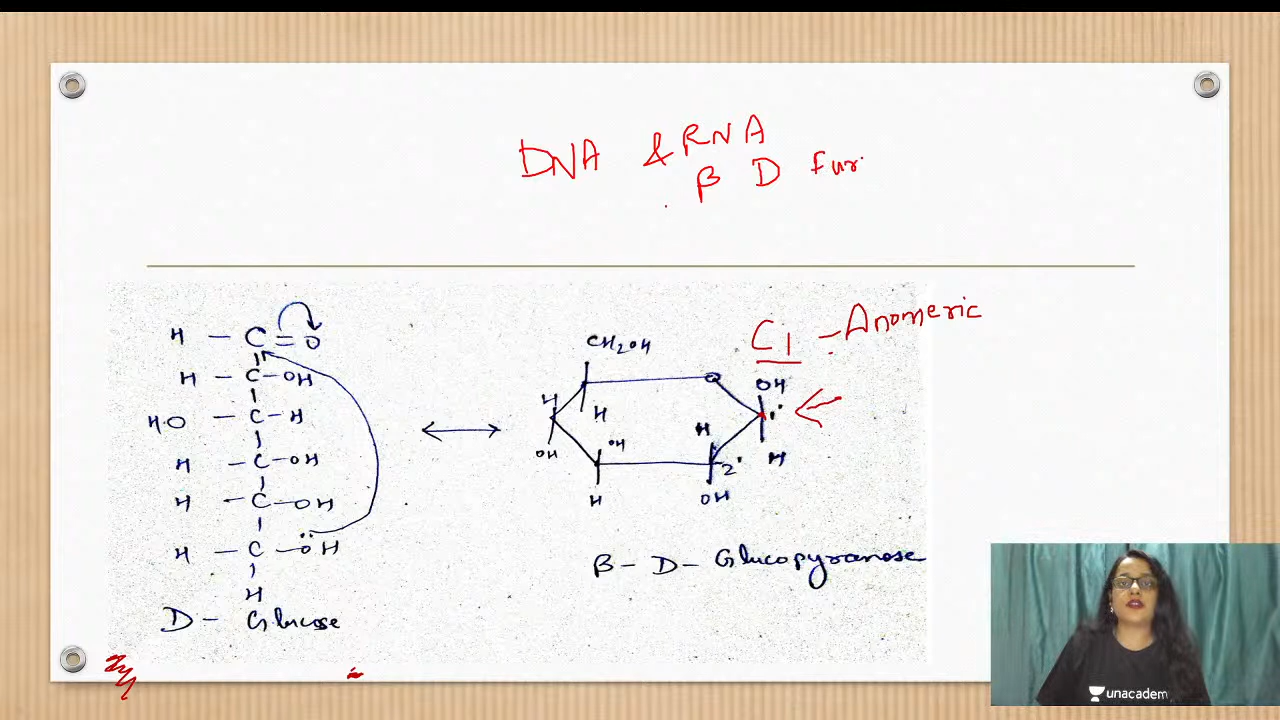 DNA & RNA
β D fur
C1 - Anomeric
H - C = O
H - C - OH
HO - C - H
H - C - OH
H - C - OH
H - C - OH
H
D - Glucose
CH2OH
O
OH
H
H
H
OH
OH
H
H
2
OH
H
β - D - Glucopyranose
unacadem